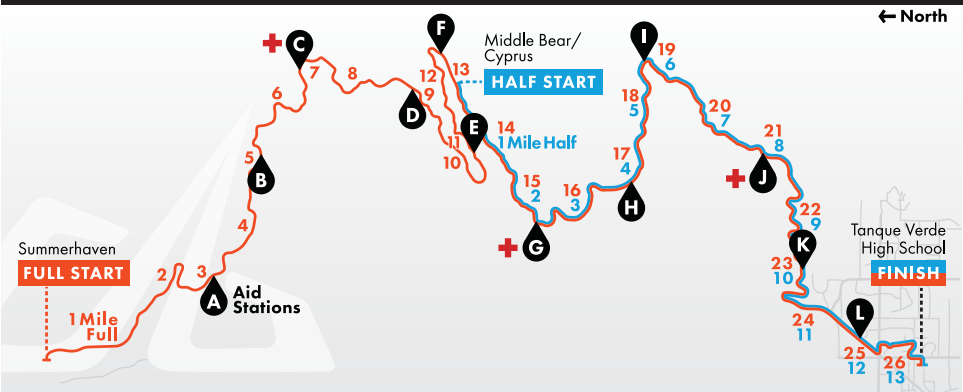 ← North
Summerhaven
FULL START
1 Mile
Full
2
3
A
Aid
Stations
4
B
5
6
C
7
8
D
9
F
12
13
Middle Bear/
Cyprus
HALF START
E
11
10
14
1 Mile Half
15
2
G
16
3
H
17
4
18
5
I
19
6
20
7
21
8
J
22
9
K
23
10
24
11
L
25
12
26
13
Tanque Verde
High School
FINISH